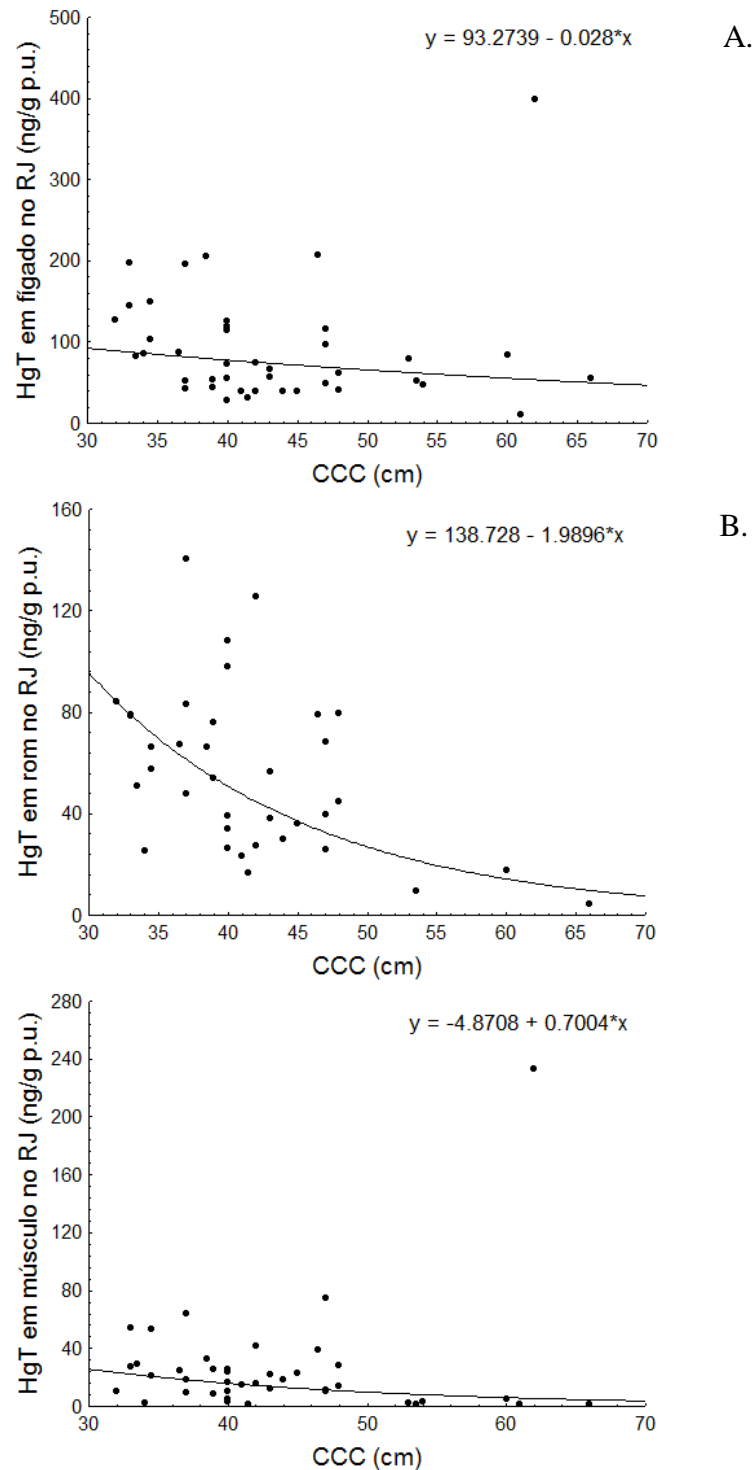 y = 93.2739 - 0.028*x
A.
HgT em fígado no RJ (ng/g p.u.)
500
400
300
200
100
0
30 35 40 45 50 55 60 65 70
CCC (cm)
y = 138.728 - 1.9896*x
B.
HgT em rom no RJ (ng/g p.u.)
160
120
80
40
0
30 35 40 45 50 55 60 65 70
CCC (cm)
y = -4.8708 + 0.7004*x
HgT em músculo no RJ (ng/g p.u.)
280
240
200
160
120
80
40
0
30 35 40 45 50 55 60 65 70
CCC (cm)